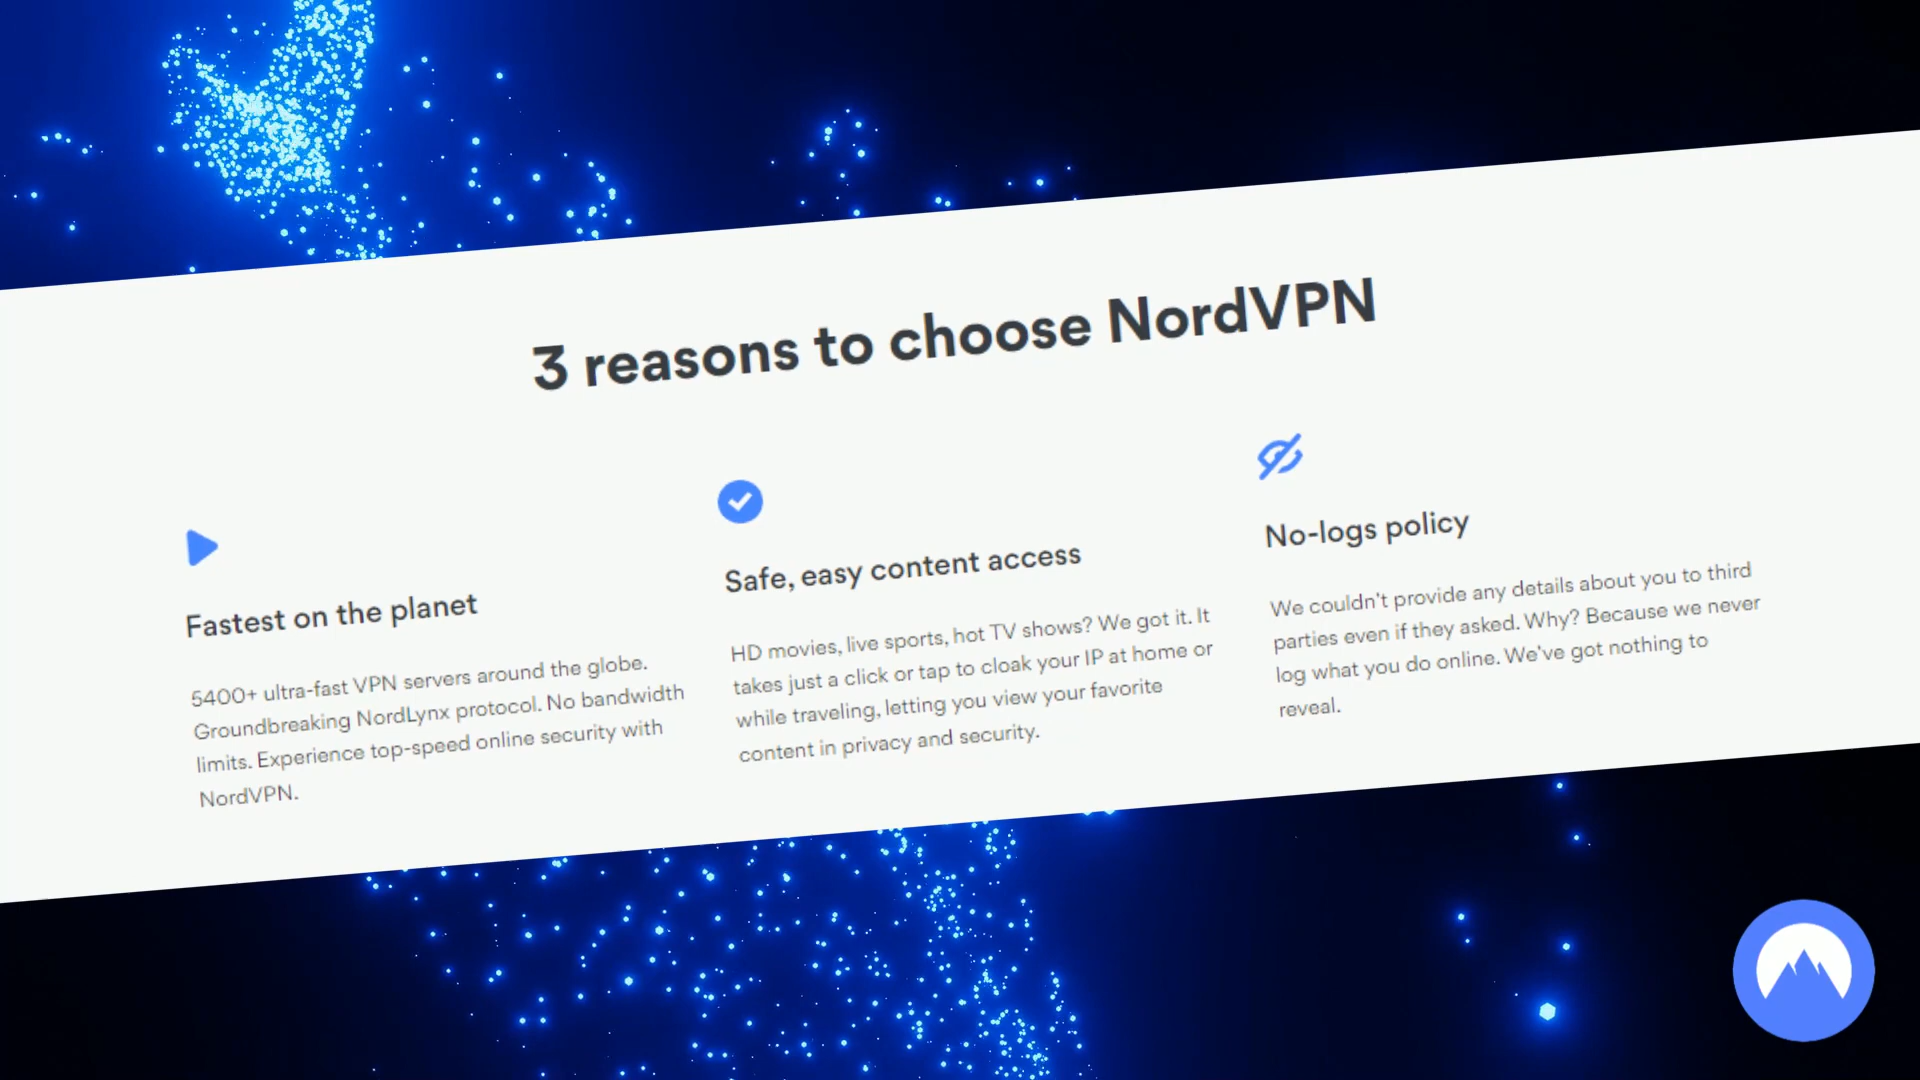 3 reasons to choose NordVPN
Fastest on the planet
5400+ ultra-fast VPN servers around the globe.
Groundbreaking NordLynx protocol. No bandwidth
limits. Experience top-speed online security with
NordVPN.
Safe, easy content access
HD movies, live sports, hot TV shows? We got it. It
takes just a click or tap to cloak your IP at home or
while traveling, letting you view your favorite
content in privacy and security.
No-logs policy
We couldn't provide any details about you to third
parties even if they asked. Why? Because we never
log what you do online. We've got nothing to
reveal.